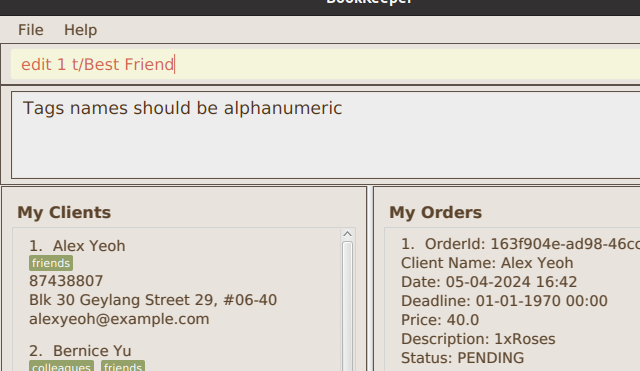 BookKeeper
File Help
edit 1 t/Best Friend
Tags names should be alphanumeric
My Clients
1. Alex Yeoh
friends
87438807
Blk 30 Geylang Street 29, #06-40
alexyeoh@example.com
2. Bernice Yu
colleagues friends
My Orders
1. OrderId: 163f904e-ad98-46cc
Client Name: Alex Yeoh
Date: 05-04-2024 16:42
Deadline: 01-01-1970 00:00
Price: 40.0
Description: 1xRoses
Status: PENDING